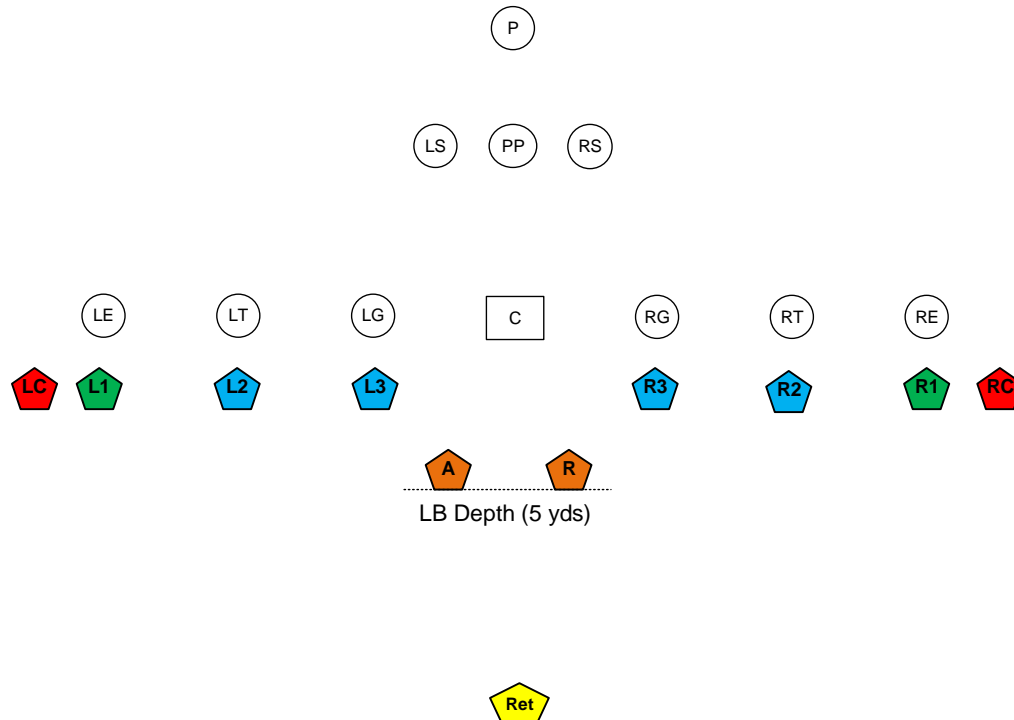 P
LS PP RS
LE LT LG C RG RT RE
LC L1 L2 L3 R3 R2 R1 RC
A R
LB Depth (5 yds)
Ret